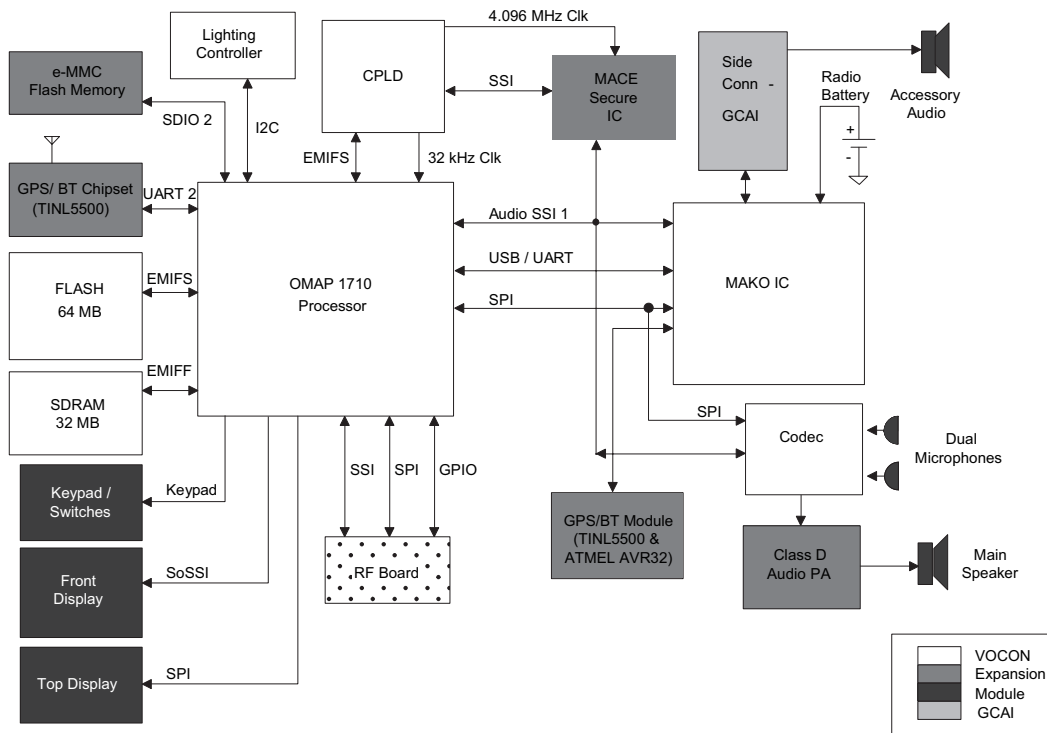 4.096 MHz Clk
Lighting
Controller
e-MMC
Flash Memory
CPLD
SSI
MACE
Secure
IC
Side
Conn -
GCAI
Radio
Battery
+
-
Accessory
Audio
SDIO 2
I2C
EMIFS
32 kHz Clk
GPS/ BT Chipset
(TINL5500)
UART 2
Audio SSI 1
USB / UART
SPI
OMAP 1710
Processor
MAKO IC
FLASH
64 MB
EMIFS
SDRAM
32 MB
EMIFF
SPI
Codec
Dual
Microphones
SSI
SPI
GPIO
Keypad /
Switches
Keypad
GPS/BT Module
(TINL5500 &
ATMEL AVR32)
Class D
Audio PA
Main
Speaker
RF Board
Front
Display
SoSSI
Top Display
SPI
VOCON
Expansion
Module
GCAI